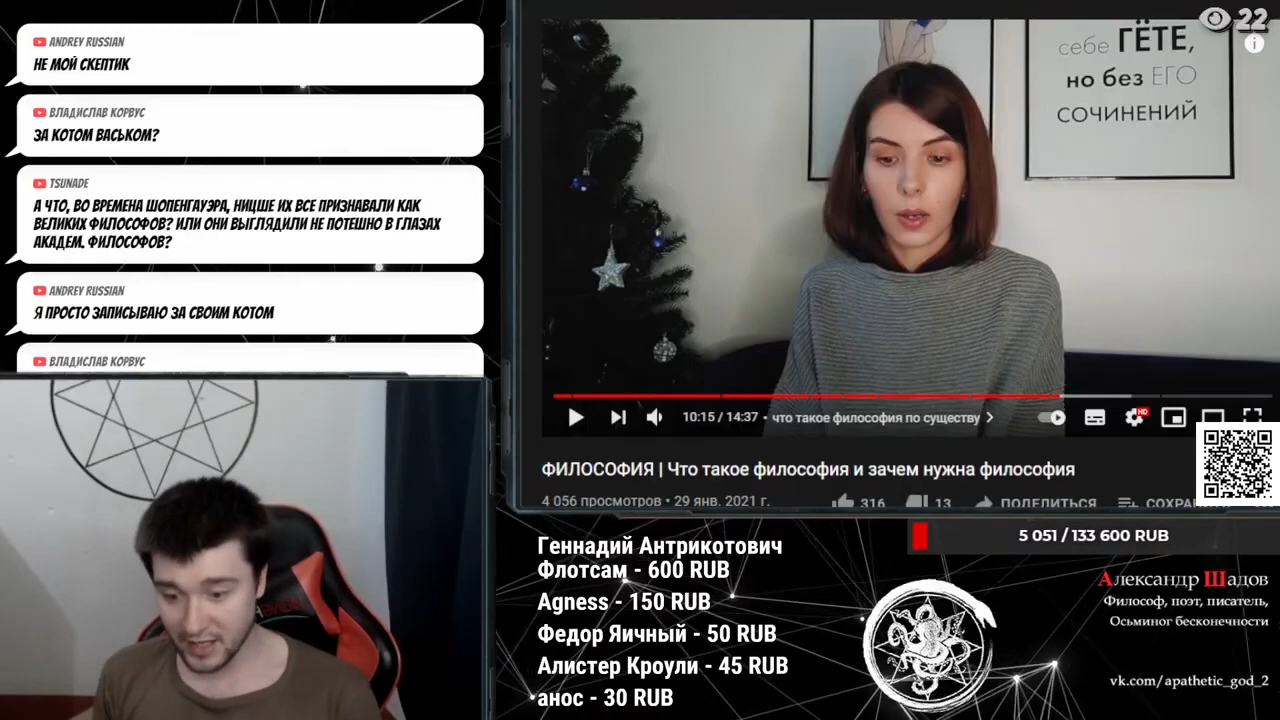 ANDREY RUSSIAN
НЕ МОЙ СКЕПТИК
ВЛАДИСЛАВ КОРВУС
ЗА КОТОМ ВАСЬКОМ?
TSUNADE
А ЧТО, ВО ВРЕМЕНА ШОПЕНГАУЭРА, НИЦШЕ ИХ ВСЕ ПРИЗНАВАЛИ КАК
ВЕЛИКИХ ФИЛОСОФОВ? ИЛИ ОНИ ВЫГЛЯДИЛИ НЕ ПОТЕШНО В ГЛАЗАХ
АКАДЕМ. ФИЛОСОФОВ?
ANDREY RUSSIAN
Я ПРОСТО ЗАПИСЫВАЮ ЗА СВОИМ КОТОМ
ВЛАДИСЛАВ КОРВУС
22
себе ГЁТЕ,
но без ЕГО
СОЧИНЕНИЙ
10:15 / 14:37 • что такое философия по существу
HD
ФИЛОСОФИЯ | Что такое философия и зачем нужна философия
4 056 просмотров • 29 янв. 2021 г.
316
13
ПОДЕЛИТЬСЯ
5 051 / 133 600 RUB
Геннадий Антрикотович
Флотсам - 600 RUB
Agness - 150 RUB
Федор Яичный - 50 RUB
Алистер Кроули - 45 RUB
анос - 30 RUB
Александр Шадов
Философ, поэт, писатель,
Осьминог бесконечности
vk.com/apathetic_god_2